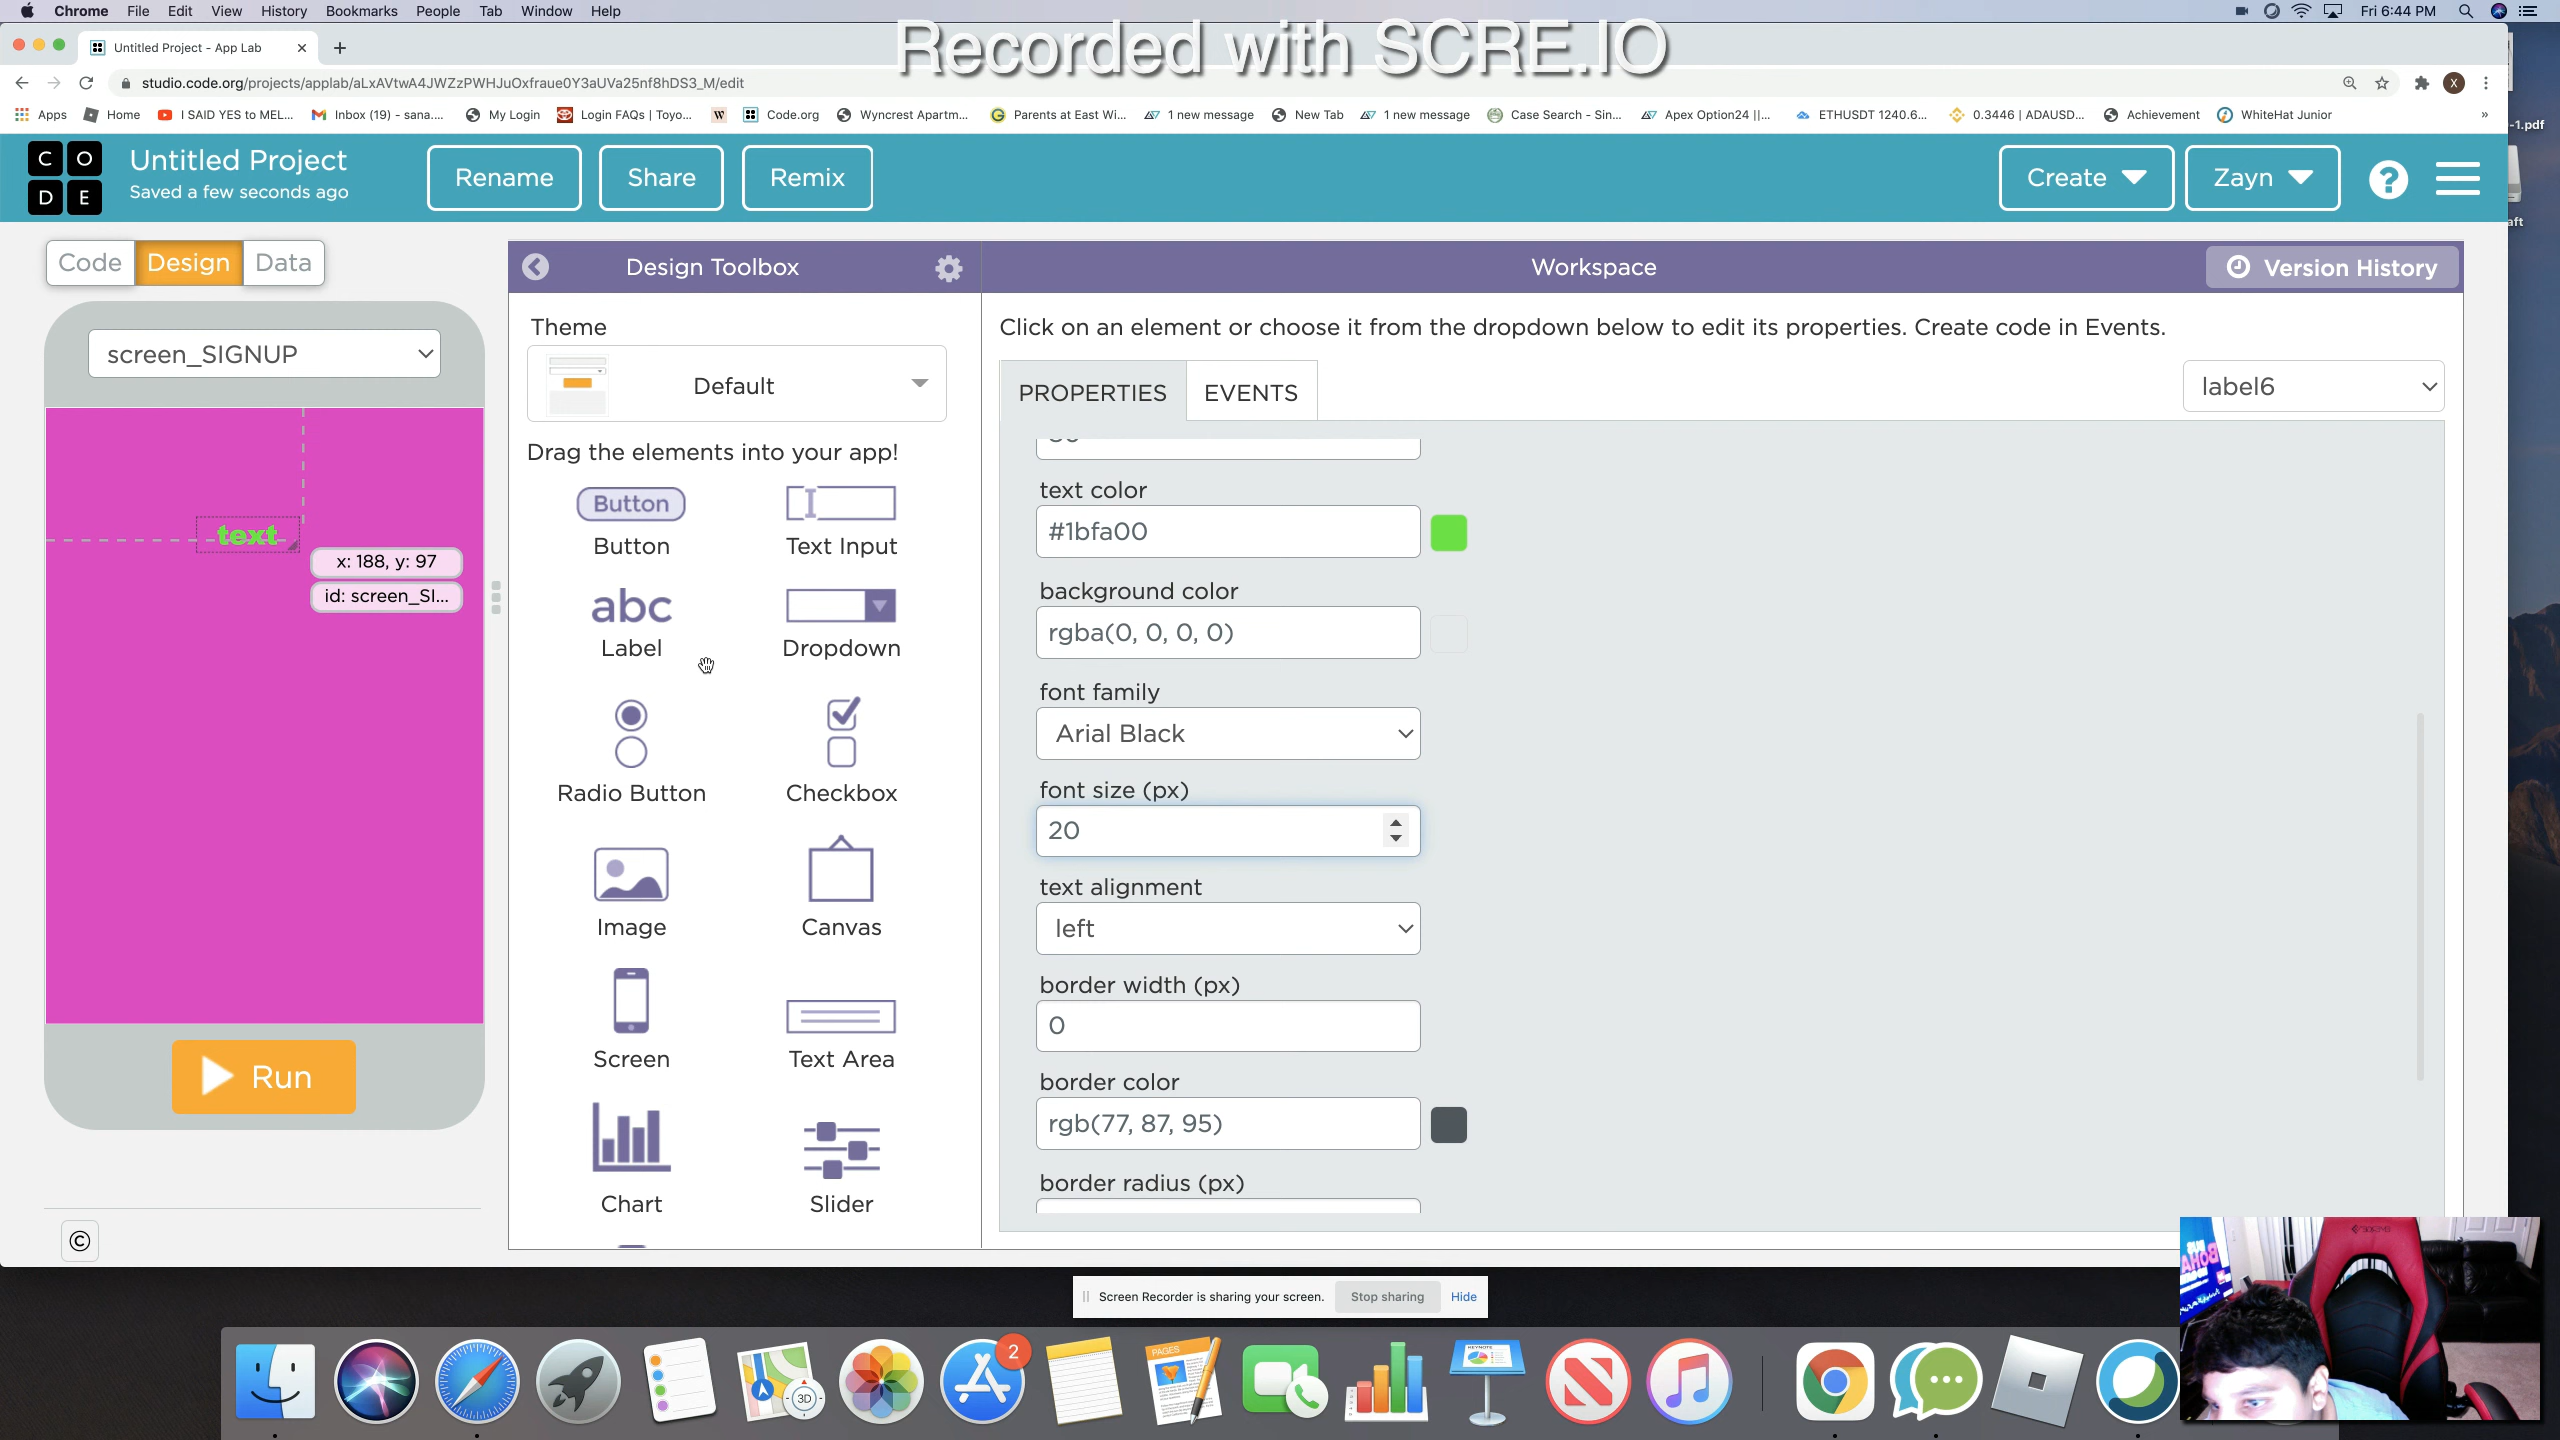 Chrome File Edit View History Bookmarks People Tab Window Help
Fri 6:44 PM
Recorded with SCRE.IO
Untitled Project - App Lab
studio.code.org/projects/applab/aLxAVtwA4JWZzPWHJuOxfraue0Y3aUVa25nf8hDS3_M/edit
X
Apps Home I SAID YES to MEL... Inbox (19) - sana.... My Login Login FAQs | Toyo... W Code.org Wyncrest Apartm... Parents at East Wi... 1 new message New Tab 1 new message Case Search - Sin... Apex Option24 ||... ETHUSDT 1240.6... 0.3446 | ADAUSD... Achievement WhiteHat Junior »
-1.pdf
aft
C O
D E
Untitled Project
Saved a few seconds ago
Rename
Share
Remix
Create
Zayn
?
Code Design Data
Design Toolbox
Workspace
Version History
screen_SIGNUP
text
x: 188, y: 97
id: screen_SI...
Run
©
Theme
Default
Drag the elements into your app!
Button
Button
Text Input
abc
Label
Dropdown
Radio Button
Checkbox
Image
Canvas
Screen
Text Area
Chart
Slider
Click on an element or choose it from the dropdown below to edit its properties. Create code in Events.
PROPERTIES EVENTS
label6
text color
#1bfa00
background color
rgba(0, 0, 0, 0)
font family
Arial Black
font size (px)
20
text alignment
left
border width (px)
0
border color
rgb(77, 87, 95)
border radius (px)
Screen Recorder is sharing your screen. Stop sharing Hide
3D
2
PAGES
KEYNOTE